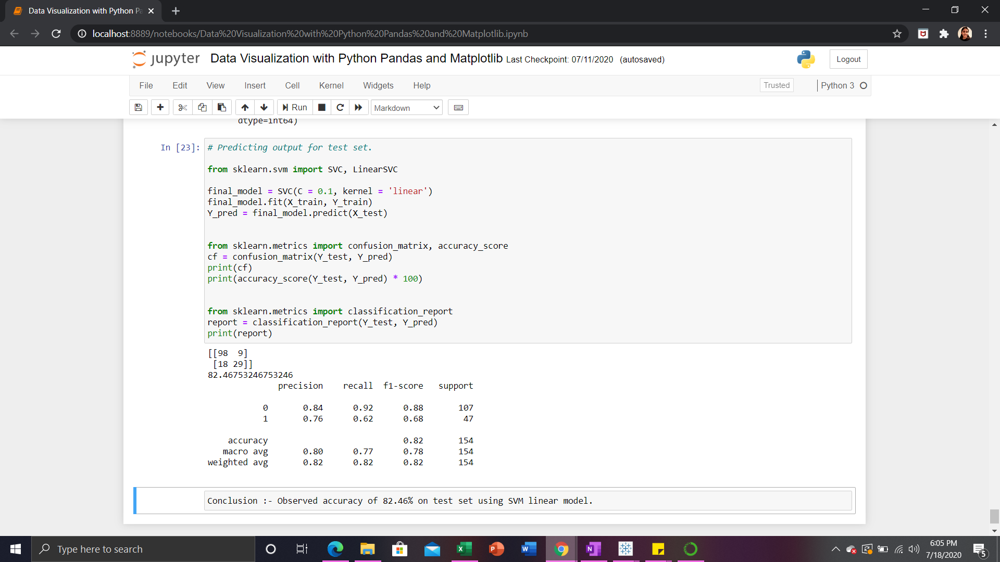 Data Visualization with Python Pa
localhost:8889/notebooks/Data%20Visualization%20with%20Python%20Pandas%20and%20Matplotlib.ipynb
jupyter Data Visualization with Python Pandas and Matplotlib Last Checkpoint: 07/11/2020 (autosaved) Logout
File Edit View Insert Cell Kernel Widgets Help Trusted Python 3
Run Markdown
dtype=int64)
In [23]: # Predicting output for test set.
from sklearn.svm import SVC, LinearSVC
final_model = SVC(C = 0.1, kernel = 'linear')
final_model.fit(X_train, Y_train)
Y_pred = final_model.predict(X_test)
from sklearn.metrics import confusion_matrix, accuracy_score
cf = confusion_matrix(Y_test, Y_pred)
print(cf)
print(accuracy_score(Y_test, Y_pred) * 100)
from sklearn.metrics import classification_report
report = classification_report(Y_test, Y_pred)
print(report)
[[98  9]
 [18 29]]
82.46753246753246
precision recall f1-score support
0 0.84 0.92 0.88 107
1 0.76 0.62 0.68 47
accuracy 0.82 154
macro avg 0.80 0.77 0.78 154
weighted avg 0.82 0.82 0.82 154
Conclusion :- Observed accuracy of 82.46% on test set using SVM linear model.
Type here to search
6:05 PM
7/18/2020
5